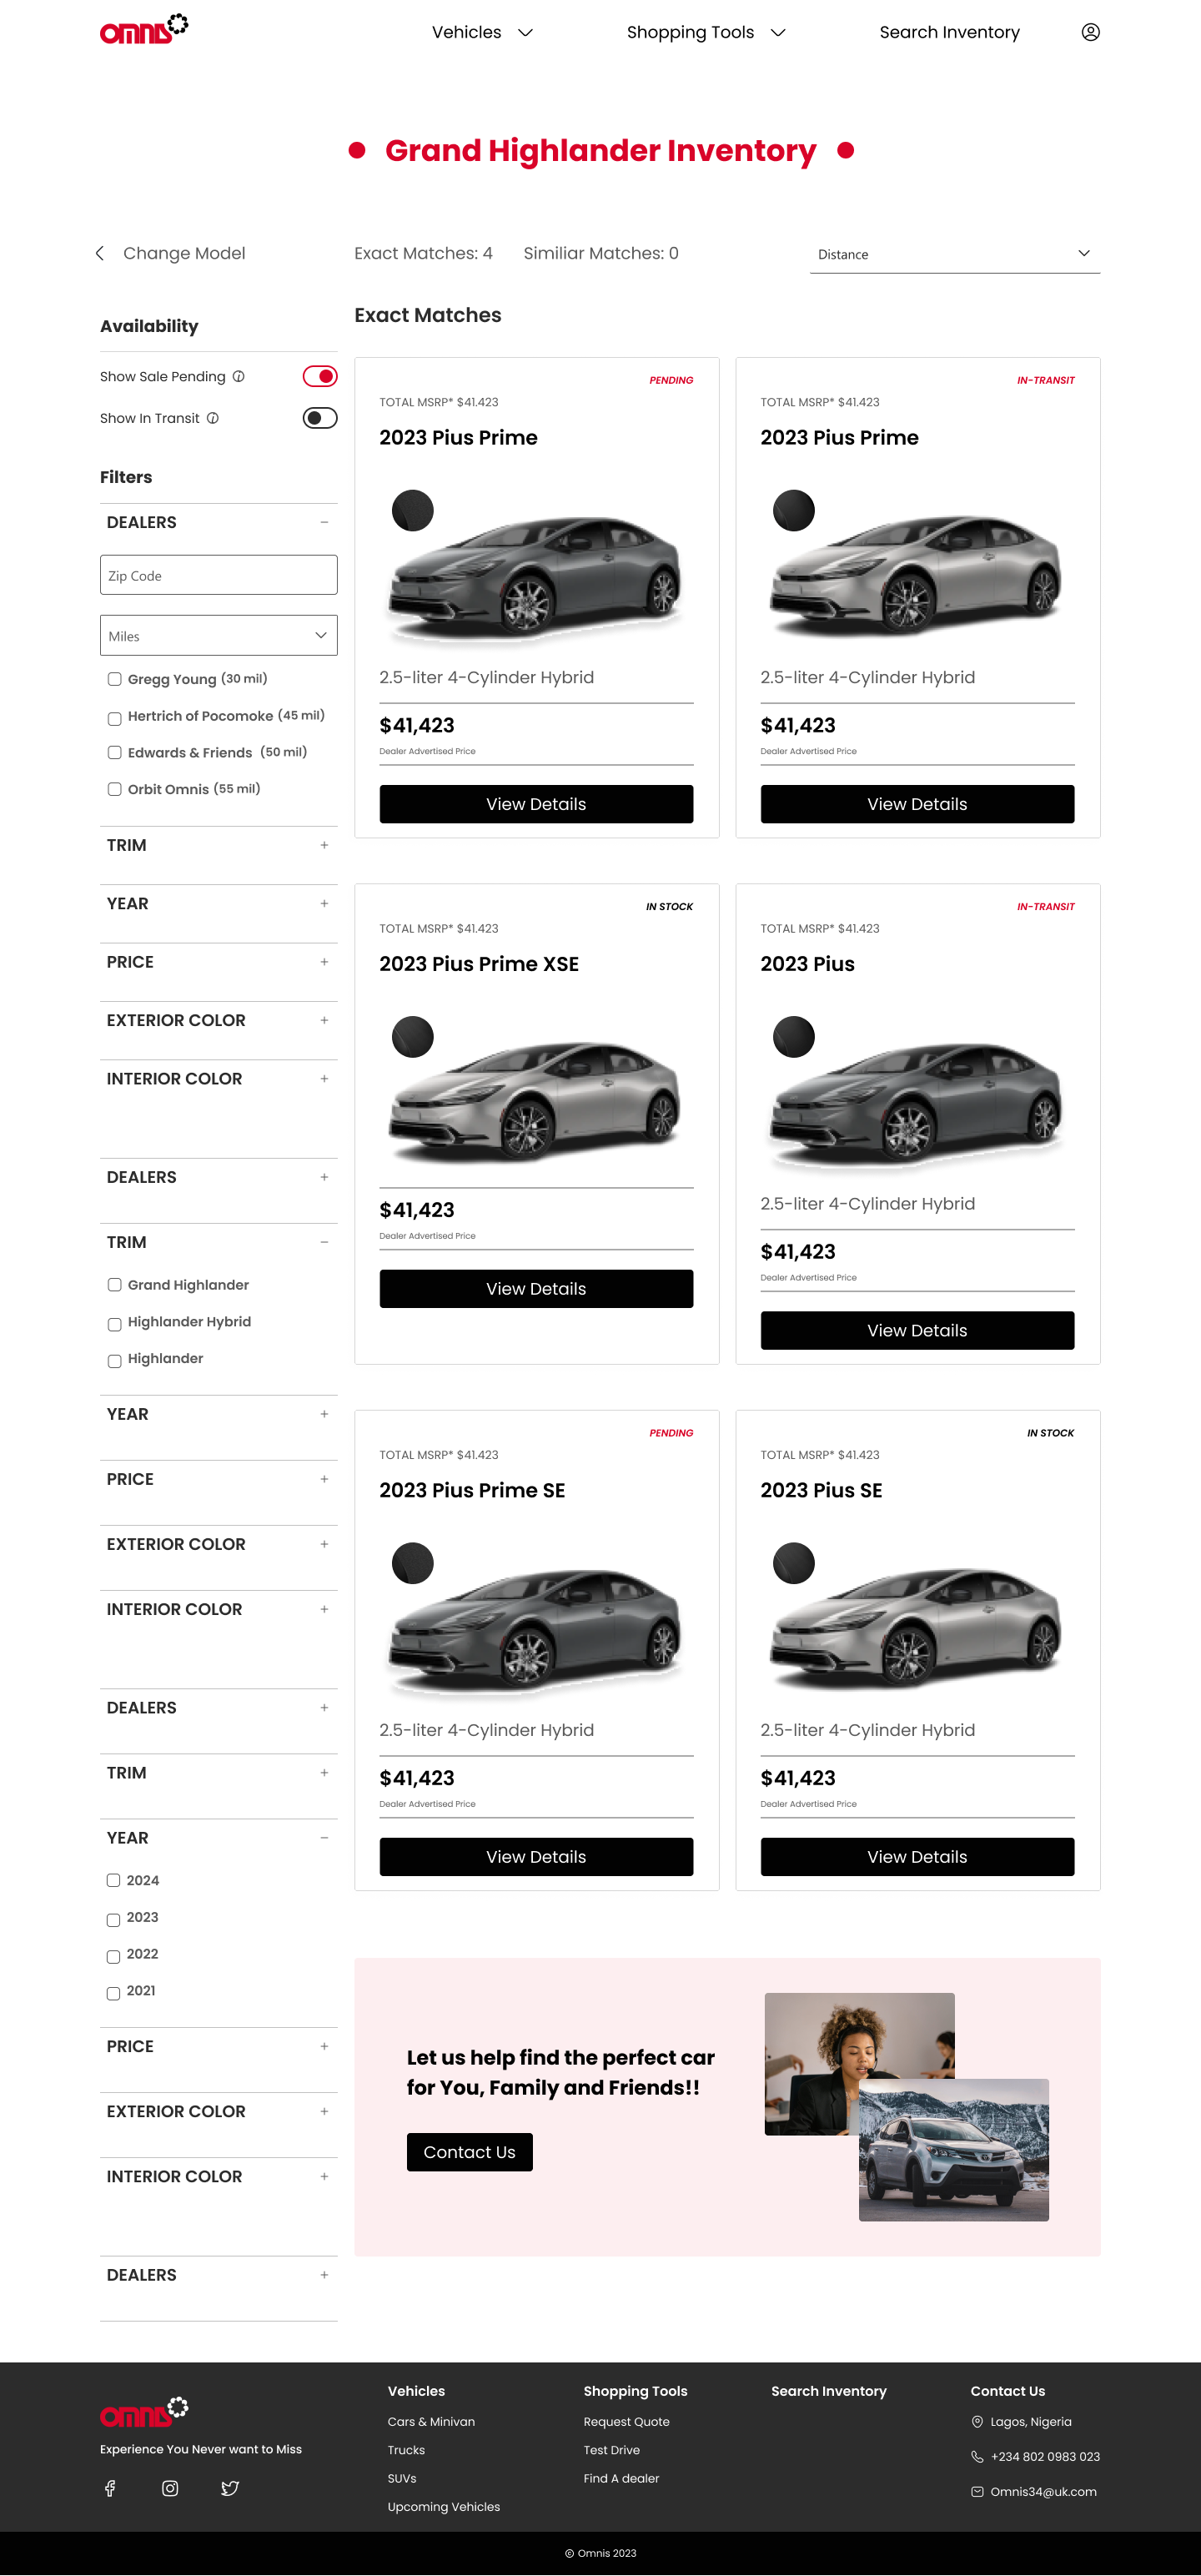 OMNIS
Vehicles
Shopping Tools
Search Inventory
Grand Highlander Inventory
Change Model
Exact Matches: 4
Similiar Matches: 0
Distance
Availability
Show Sale Pending
Show In Transit
Filters
DEALERS
Zip Code
Miles
Gregg Young (30 mil)
Hertrich of Pocomoke (45 mil)
Edwards & Friends (50 mil)
Orbit Omnis (55 mil)
TRIM
YEAR
PRICE
EXTERIOR COLOR
INTERIOR COLOR
DEALERS
TRIM
Grand Highlander
Highlander Hybrid
Highlander
YEAR
PRICE
EXTERIOR COLOR
INTERIOR COLOR
DEALERS
TRIM
YEAR
2024
2023
2022
2021
PRICE
EXTERIOR COLOR
INTERIOR COLOR
DEALERS
Exact Matches
PENDING
TOTAL MSRP* $41.423
2023 Pius Prime
2.5-liter 4-Cylinder Hybrid
$41,423
Dealer Advertised Price
View Details
IN-TRANSIT
TOTAL MSRP* $41.423
2023 Pius Prime
2.5-liter 4-Cylinder Hybrid
$41,423
Dealer Advertised Price
View Details
IN STOCK
TOTAL MSRP* $41.423
2023 Pius Prime XSE
$41,423
Dealer Advertised Price
View Details
IN-TRANSIT
TOTAL MSRP* $41.423
2023 Pius
2.5-liter 4-Cylinder Hybrid
$41,423
Dealer Advertised Price
View Details
PENDING
TOTAL MSRP* $41.423
2023 Pius Prime SE
2.5-liter 4-Cylinder Hybrid
$41,423
Dealer Advertised Price
View Details
IN STOCK
TOTAL MSRP* $41.423
2023 Pius SE
2.5-liter 4-Cylinder Hybrid
$41,423
Dealer Advertised Price
View Details
Let us help find the perfect car
for You, Family and Friends!!
Contact Us
OMNIS
Experience You Never want to Miss
Vehicles
Cars & Minivan
Trucks
SUVs
Upcoming Vehicles
Shopping Tools
Request Quote
Test Drive
Find A dealer
Search Inventory
Contact Us
Lagos, Nigeria
+234 802 0983 023
Omnis34@uk.com
© Omnis 2023